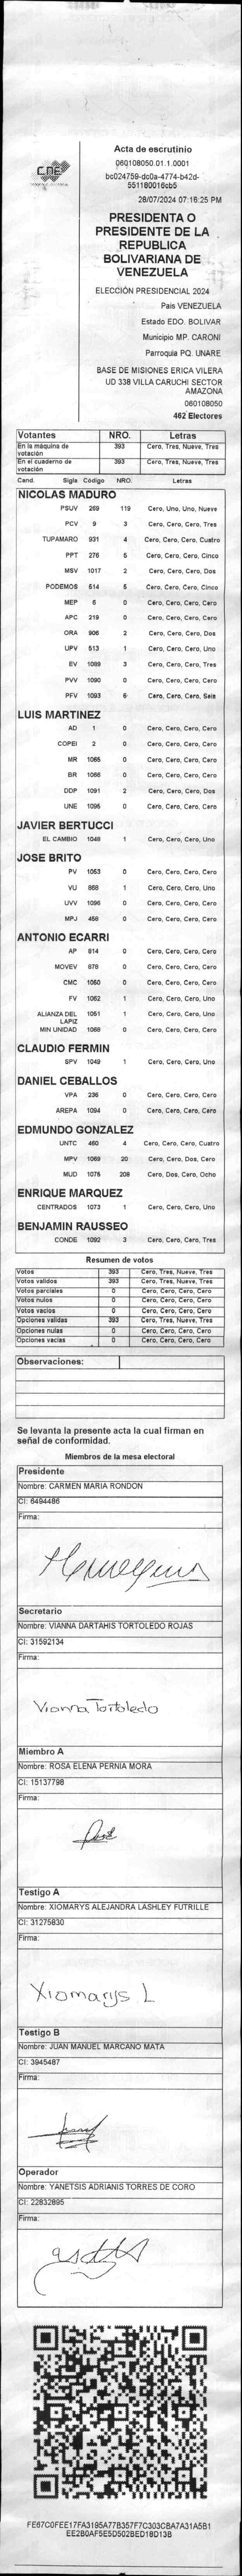 CNE
Acta de escrutinio
060108050.01.1.0001
bc024759-dc0a-4774-b42d-
551180016cb5
28/07/2024 07:16:25 PM
PRESIDENTA O
PRESIDENTE DE LA
REPUBLICA
BOLIVARIANA DE
VENEZUELA
ELECCIÓN PRESIDENCIAL 2024
País VENEZUELA
Estado EDO. BOLIVAR
Municipio MP. CARONI
Parroquia PQ. UNARE
BASE DE MISIONES ERICA VILERA
UD 338 VILLA CARUCHI SECTOR
AMAZONA
060108050
462 Electores
Votantes NRO. Letras
En la máquina de votación 393 Cero, Tres, Nueve, Tres
En el cuaderno de votación 393 Cero, Tres, Nueve, Tres
Cand. Sigla Código NRO. Letras
NICOLAS MADURO
PSUV 269 119 Cero, Uno, Uno, Nueve
PCV 9 3 Cero, Cero, Cero, Tres
TUPAMARO 931 4 Cero, Cero, Cero, Cuatro
PPT 276 5 Cero, Cero, Cero, Cinco
MSV 1017 2 Cero, Cero, Cero, Dos
PODEMOS 514 5 Cero, Cero, Cero, Cinco
MEP 6 0 Cero, Cero, Cero, Cero
APC 219 0 Cero, Cero, Cero, Cero
ORA 906 2 Cero, Cero, Cero, Dos
UPV 513 1 Cero, Cero, Cero, Uno
EV 1089 3 Cero, Cero, Cero, Tres
PVV 1090 0 Cero, Cero, Cero, Cero
PFV 1093 6 Cero, Cero, Cero, Seis
LUIS MARTINEZ
AD 1 0 Cero, Cero, Cero, Cero
COPEI 2 0 Cero, Cero, Cero, Cero
MR 1065 0 Cero, Cero, Cero, Cero
BR 1066 0 Cero, Cero, Cero, Cero
DDP 1091 2 Cero, Cero, Cero, Dos
UNE 1095 0 Cero, Cero, Cero, Cero
JAVIER BERTUCCI
EL CAMBIO 1048 1 Cero, Cero, Cero, Uno
JOSE BRITO
PV 1053 0 Cero, Cero, Cero, Cero
VU 868 1 Cero, Cero, Cero, Uno
UVV 1096 0 Cero, Cero, Cero, Cero
MPJ 458 0 Cero, Cero, Cero, Cero
ANTONIO ECARRI
AP 814 0 Cero, Cero, Cero, Cero
MOVEV 878 0 Cero, Cero, Cero, Cero
CMC 1050 0 Cero, Cero, Cero, Cero
FV 1062 1 Cero, Cero, Cero, Uno
ALIANZA DEL LAPIZ 1051 1 Cero, Cero, Cero, Uno
MIN UNIDAD 1068 0 Cero, Cero, Cero, Cero
CLAUDIO FERMIN
SPV 1049 1 Cero, Cero, Cero, Uno
DANIEL CEBALLOS
VPA 236 0 Cero, Cero, Cero, Cero
AREPA 1094 0 Cero, Cero, Cero, Cero
EDMUNDO GONZALEZ
UNTC 460 4 Cero, Cero, Cero, Cuatro
MPV 1069 20 Cero, Cero, Dos, Cero
MUD 1075 208 Cero, Dos, Cero, Ocho
ENRIQUE MARQUEZ
CENTRADOS 1073 1 Cero, Cero, Cero, Uno
BENJAMIN RAUSSEO
CONDE 1092 3 Cero, Cero, Cero, Tres
Resumen de votos
Votos 393 Cero, Tres, Nueve, Tres
Votos validos 393 Cero, Tres, Nueve, Tres
Votos parciales 0 Cero, Cero, Cero, Cero
Votos nulos 0 Cero, Cero, Cero, Cero
Votos vacios 0 Cero, Cero, Cero, Cero
Opciones validas 393 Cero, Tres, Nueve, Tres
Opciones nulas 0 Cero, Cero, Cero, Cero
Opciones vacias 0 Cero, Cero, Cero, Cero
Observaciones:
Se levanta la presente acta la cual firman en
señal de conformidad.
Miembros de la mesa electoral
Presidente
Nombre: CARMEN MARIA RONDON
CI: 6494486
Firma:
Secretario
Nombre: VIANNA DARTAHIS TORTOLEDO ROJAS
CI: 31592134
Firma:
Vianna Tortoledo
Miembro A
Nombre: ROSA ELENA PERNIA MORA
CI: 15137798
Firma:
Testigo A
Nombre: XIOMARYS ALEJANDRA LASHLEY FUTRILLE
CI: 31275830
Firma:
Xiomarys L
Testigo B
Nombre: JUAN MANUEL MARCANO MATA
CI: 3945487
Firma:
Operador
Nombre: YANETSIS ADRIANIS TORRES DE CORO
CI: 22832895
Firma:
FE67C0FEE17FA3195A77B357F7C303CBA7A31A5B1
EE2B0AF5E5D502BED18D13B